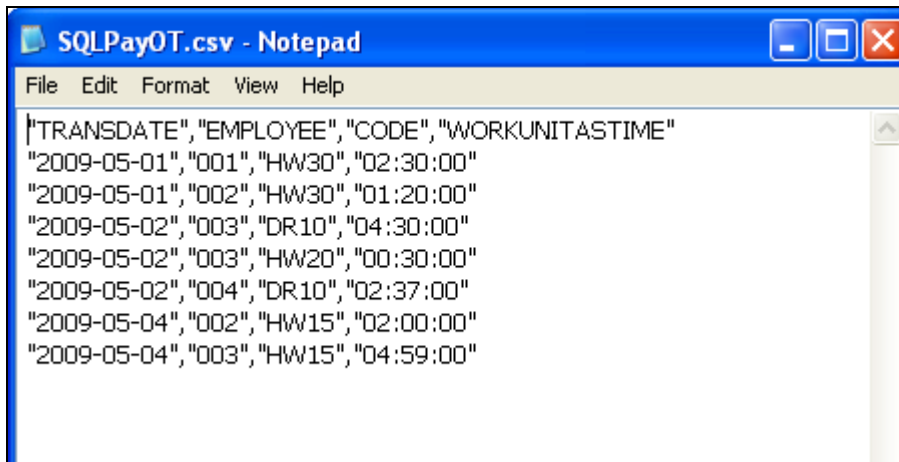 SQLPayOT.csv - Notepad
File Edit Format View Help
"TRANSDATE","EMPLOYEE","CODE","WORKUNITASTIME"
"2009-05-01","001","HW30","02:30:00"
"2009-05-01","002","HW30","01:20:00"
"2009-05-02","003","DR10","04:30:00"
"2009-05-02","003","HW20","00:30:00"
"2009-05-02","004","DR10","02:37:00"
"2009-05-04","002","HW15","02:00:00"
"2009-05-04","003","HW15","04:59:00"